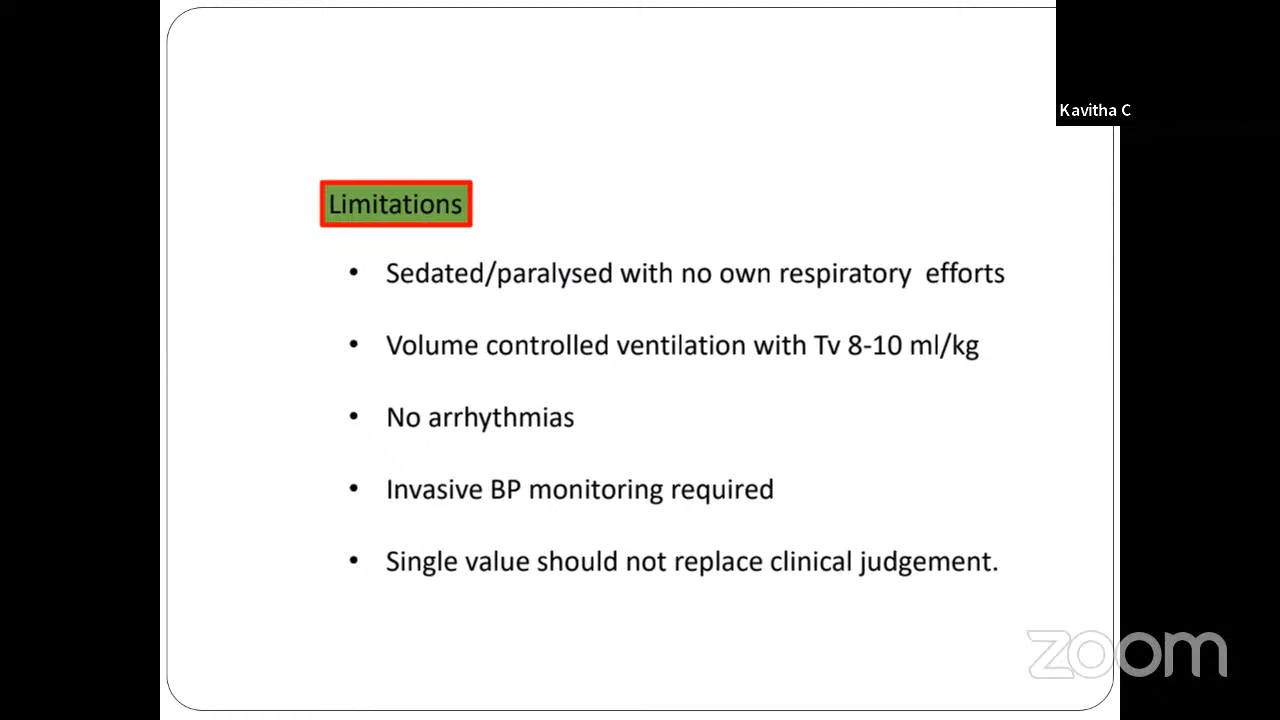 Kavitha C
Limitations
• Sedated/paralysed with no own respiratory efforts
• Volume controlled ventilation with Tv 8-10 ml/kg
• No arrhythmias
• Invasive BP monitoring required
• Single value should not replace clinical judgement.
zoom